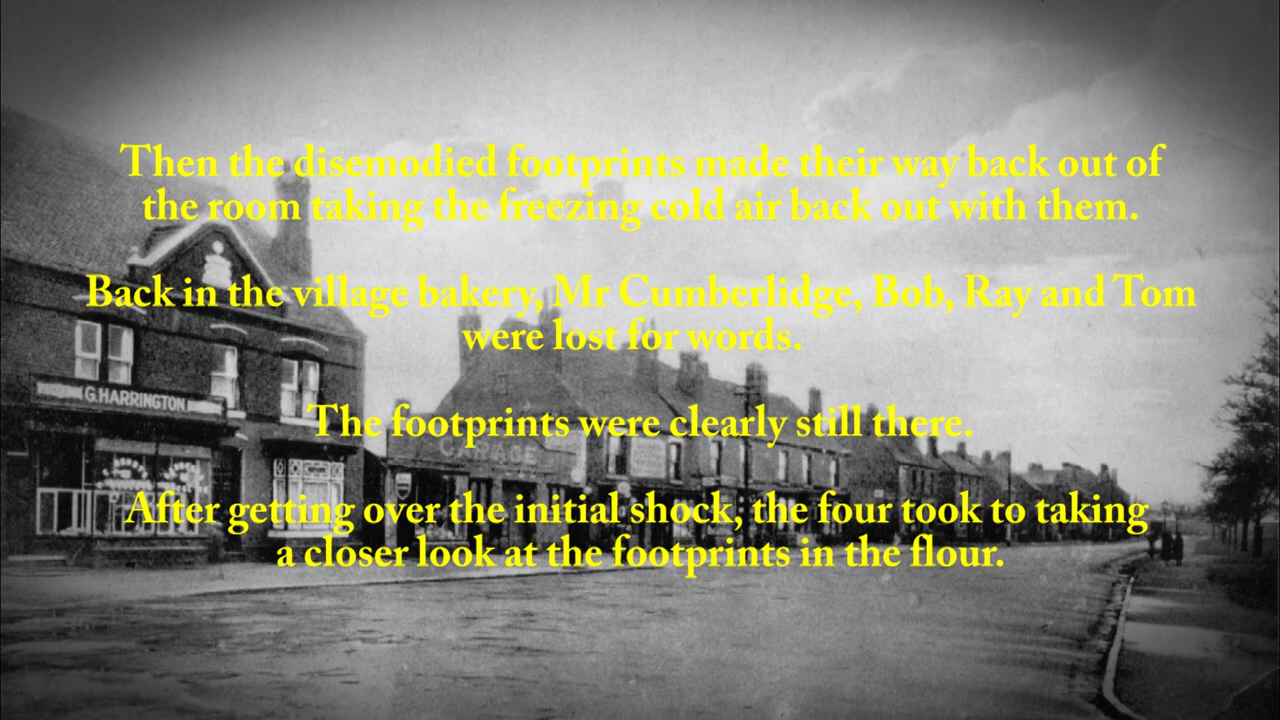 Then the disemodied footprints made their way back out of
the room taking the freezing cold air back out with them.
Back in the village bakery, Mr Cumberlidge, Bob, Ray and Tom
were lost for words.
The footprints were clearly still there.
After getting over the initial shock, the four took to taking
a closer look at the footprints in the flour.
G. HARRINGTON
GARAGE